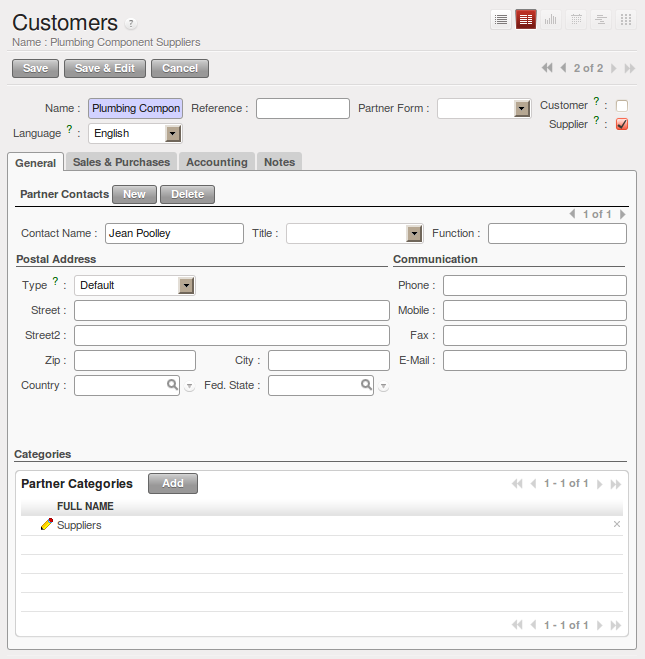 Customers ?
Name : Plumbing Component Suppliers
Save Save & Edit Cancel 2 of 2
Name : Plumbing Compon Reference : Partner Form : Customer ? :
Language ? : English Supplier ? :
General Sales & Purchases Accounting Notes
Partner Contacts New Delete
1 of 1
Contact Name : Jean Poolley Title : Function :
Postal Address Communication
Type ? : Default Phone :
Street : Mobile :
Street2 : Fax :
Zip : City : E-Mail :
Country : Fed. State :
Categories
Partner Categories Add 1 - 1 of 1
FULL NAME
Suppliers
1 - 1 of 1